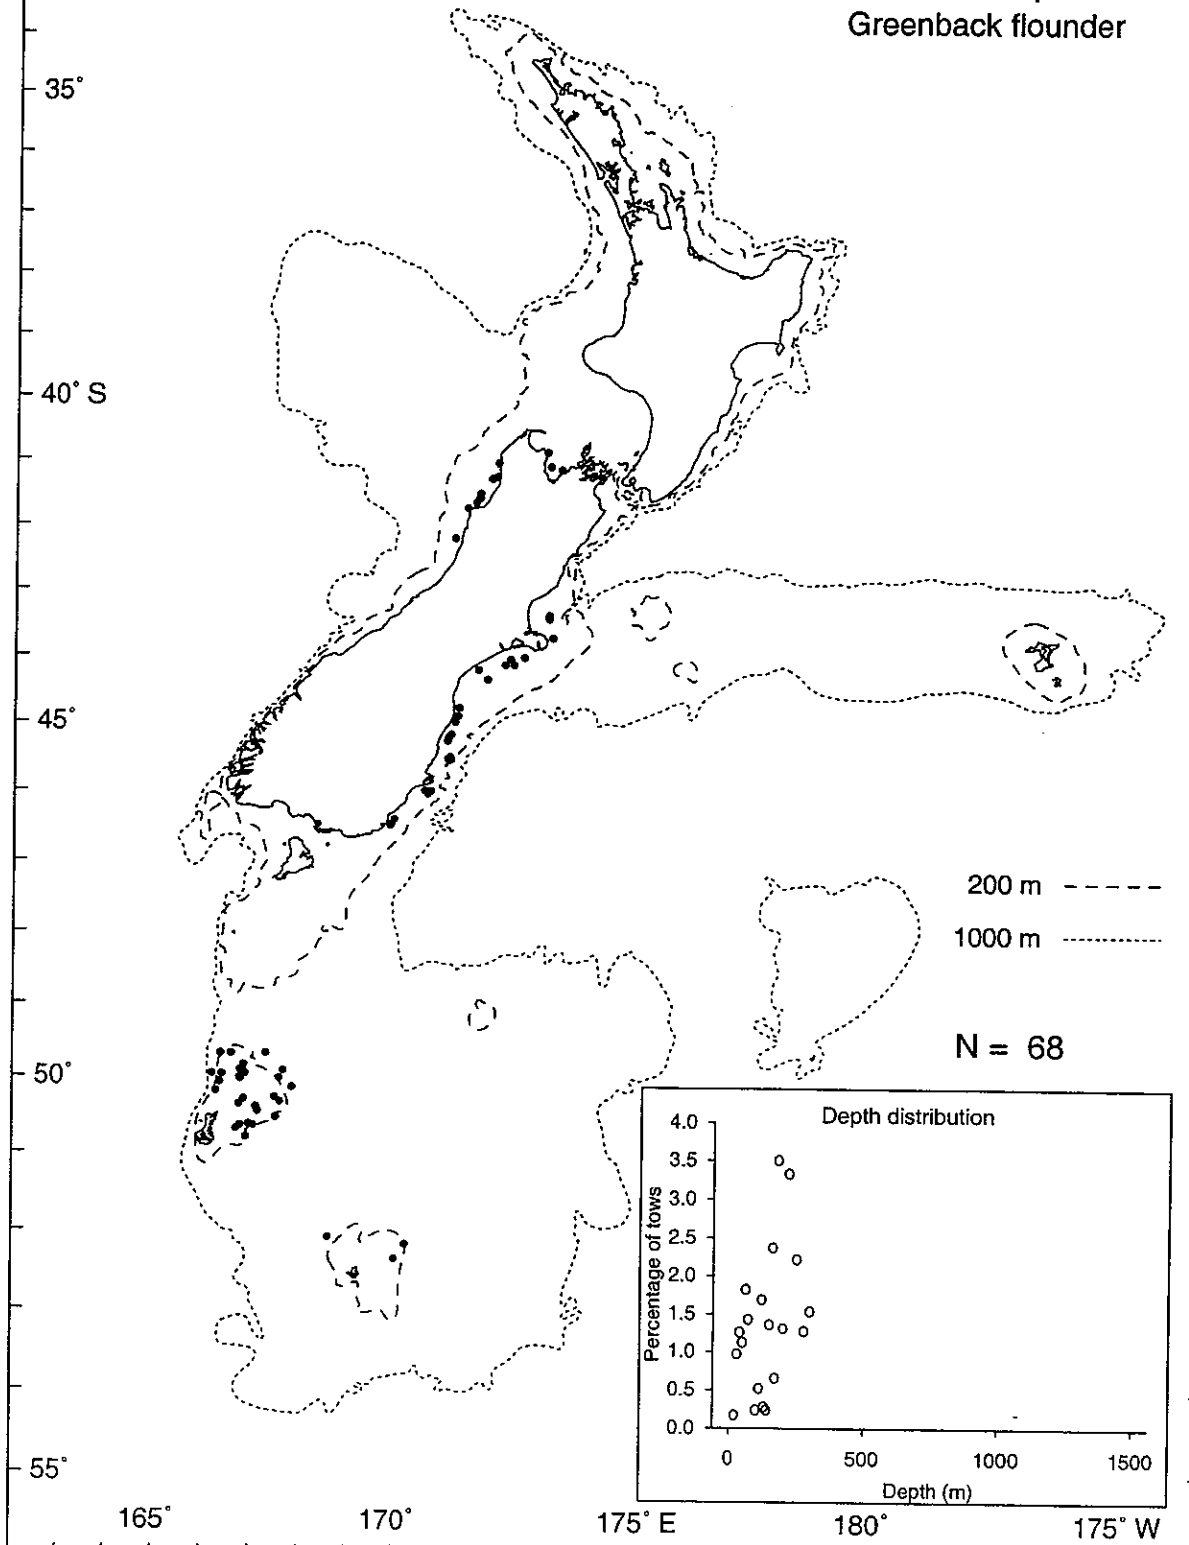 Greenback flounder
35°
40° S
45°
50°
55°
200 m
1000 m
N = 68
Depth distribution
4.0
3.5
3.0
2.5
2.0
1.5
1.0
0.5
0.0
Percentage of tows
0 500 1000 1500
Depth (m)
165° 170° 175° E 180° 175° W